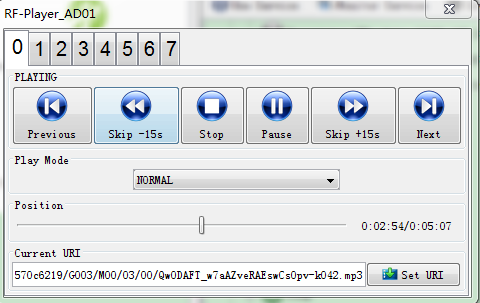 RF-Player_AD01
0 1 2 3 4 5 6 7
PLAYING
Previous Skip -15s Stop Pause Skip +15s Next
Play Mode
NORMAL
Position
0:02:54/0:05:07
Current URI
570c6219/G003/M00/03/00/QwODAFT_w7aAZveRAEswCsOpv-k042.mp3 Set URI